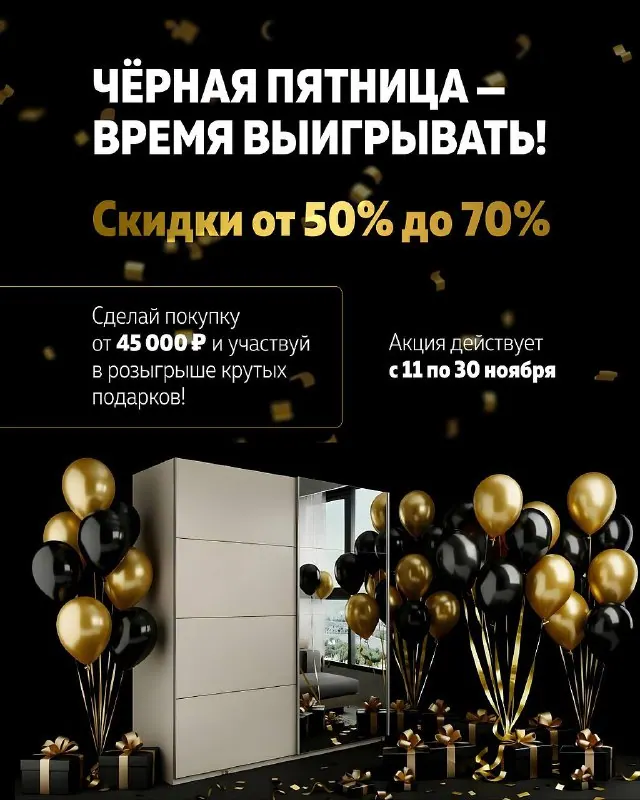 ЧЁРНАЯ ПЯТНИЦА –
ВРЕМЯ ВЫИГРЫВАТЬ!
Скидки от 50% до 70%
Сделай покупку
от 45 000 ₽ и участвуй
в розыгрыше крутых
подарков!
Акция действует
с 11 по 30 ноября